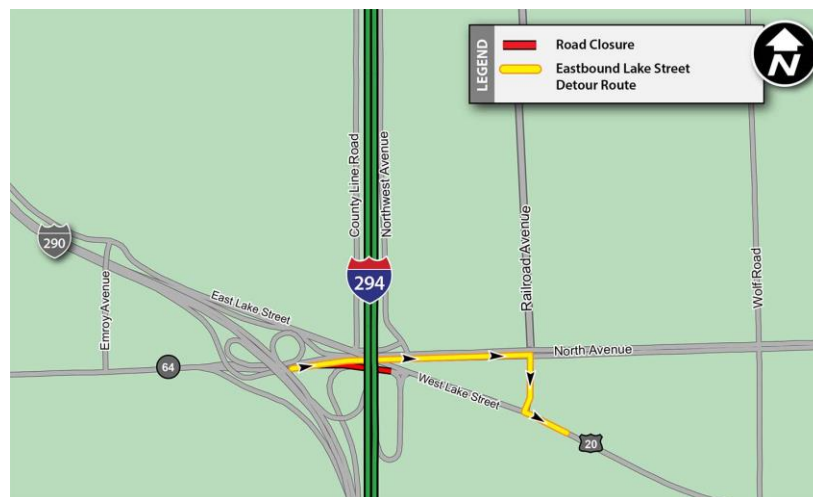 LEGEND
Road Closure
Eastbound Lake Street
Detour Route
N
County Line Road
Northwest Avenue
Railroad Avenue
Wolf Road
290
Emroy Avenue
294
East Lake Street
North Avenue
64
West Lake Street
20